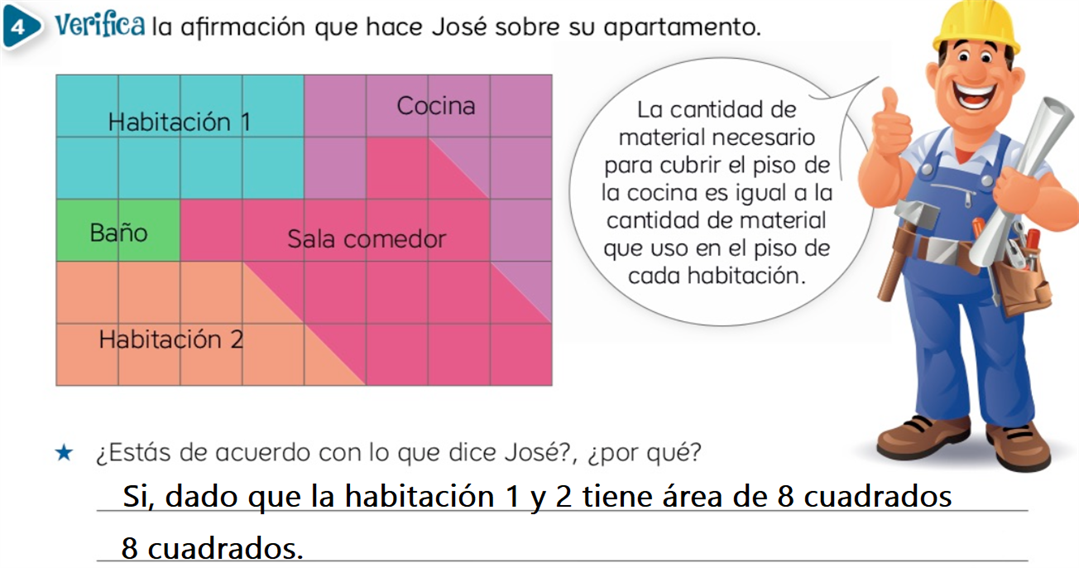 4 Verifica la afirmación que hace José sobre su apartamento.
Habitación 1
Cocina
Baño
Sala comedor
Habitación 2
La cantidad de
material necesario
para cubrir el piso de
la cocina es igual a la
cantidad de material
que uso en el piso de
cada habitación.
★ ¿Estás de acuerdo con lo que dice José?, ¿por qué?
Si, dado que la habitación 1 y 2 tiene área de 8 cuadrados
8 cuadrados.